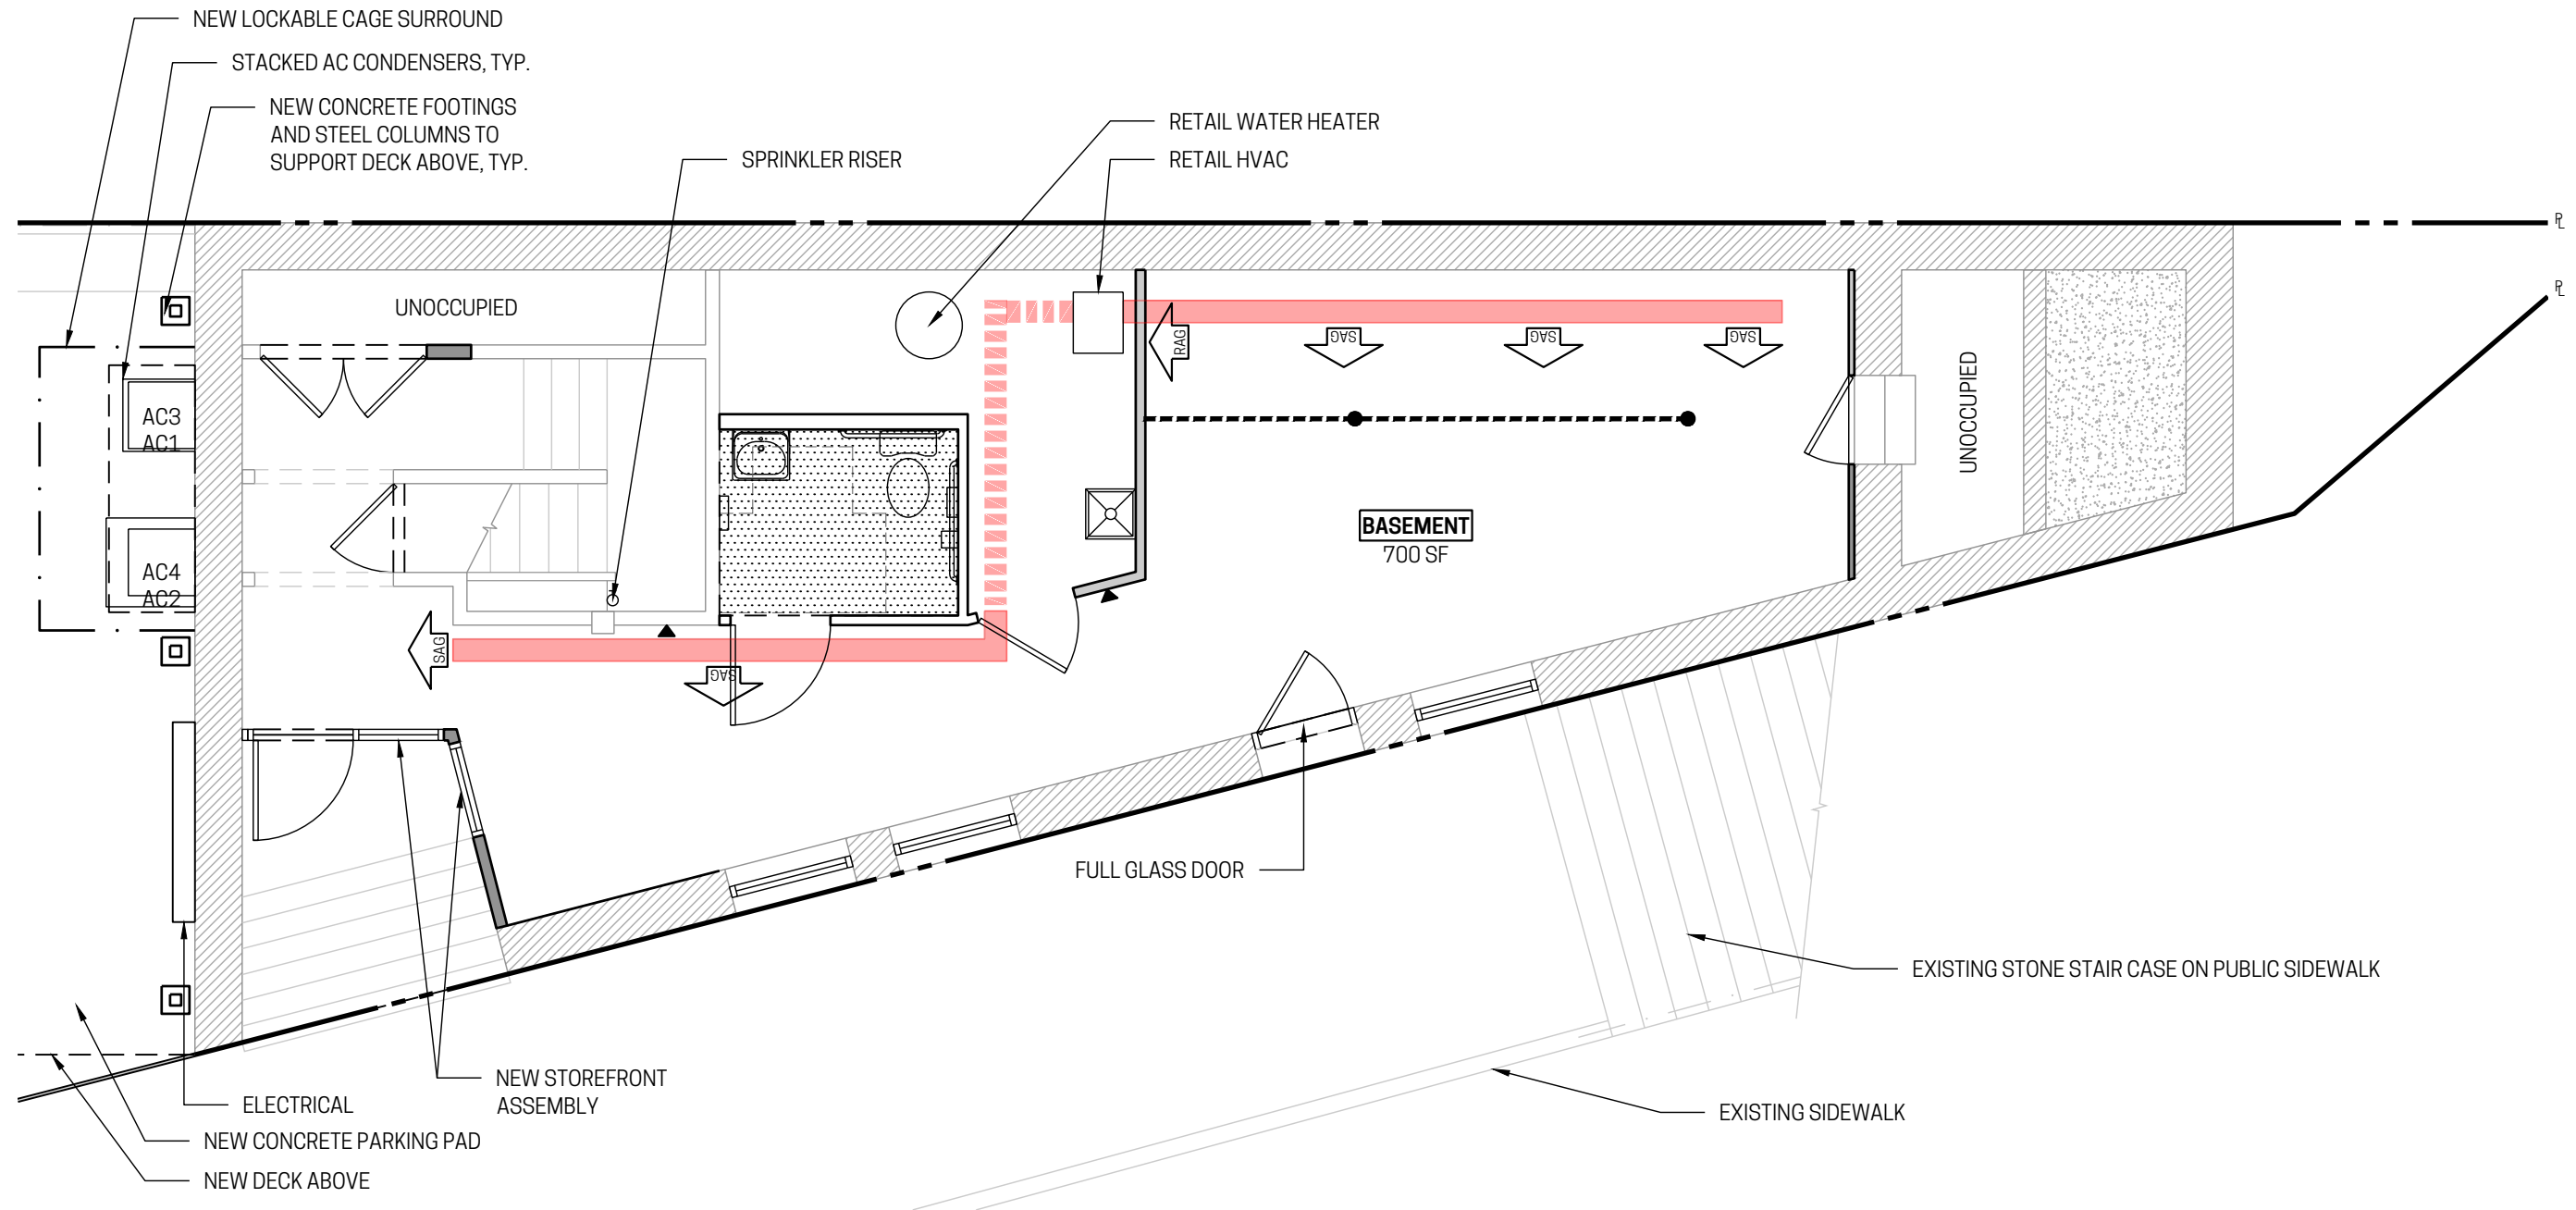 NEW LOCKABLE CAGE SURROUND
STACKED AC CONDENSERS, TYP.
NEW CONCRETE FOOTINGS
AND STEEL COLUMNS TO
SUPPORT DECK ABOVE, TYP.
SPRINKLER RISER
RETAIL WATER HEATER
RETAIL HVAC
PL
PL
UNOCCUPIED
RAG
SAG
SAG
SAG
UNOCCUPIED
AC3
AC1
BASEMENT
700 SF
AC4
AC2
SAG
SAG
FULL GLASS DOOR
EXISTING STONE STAIR CASE ON PUBLIC SIDEWALK
NEW STOREFRONT
ASSEMBLY
ELECTRICAL
EXISTING SIDEWALK
NEW CONCRETE PARKING PAD
NEW DECK ABOVE